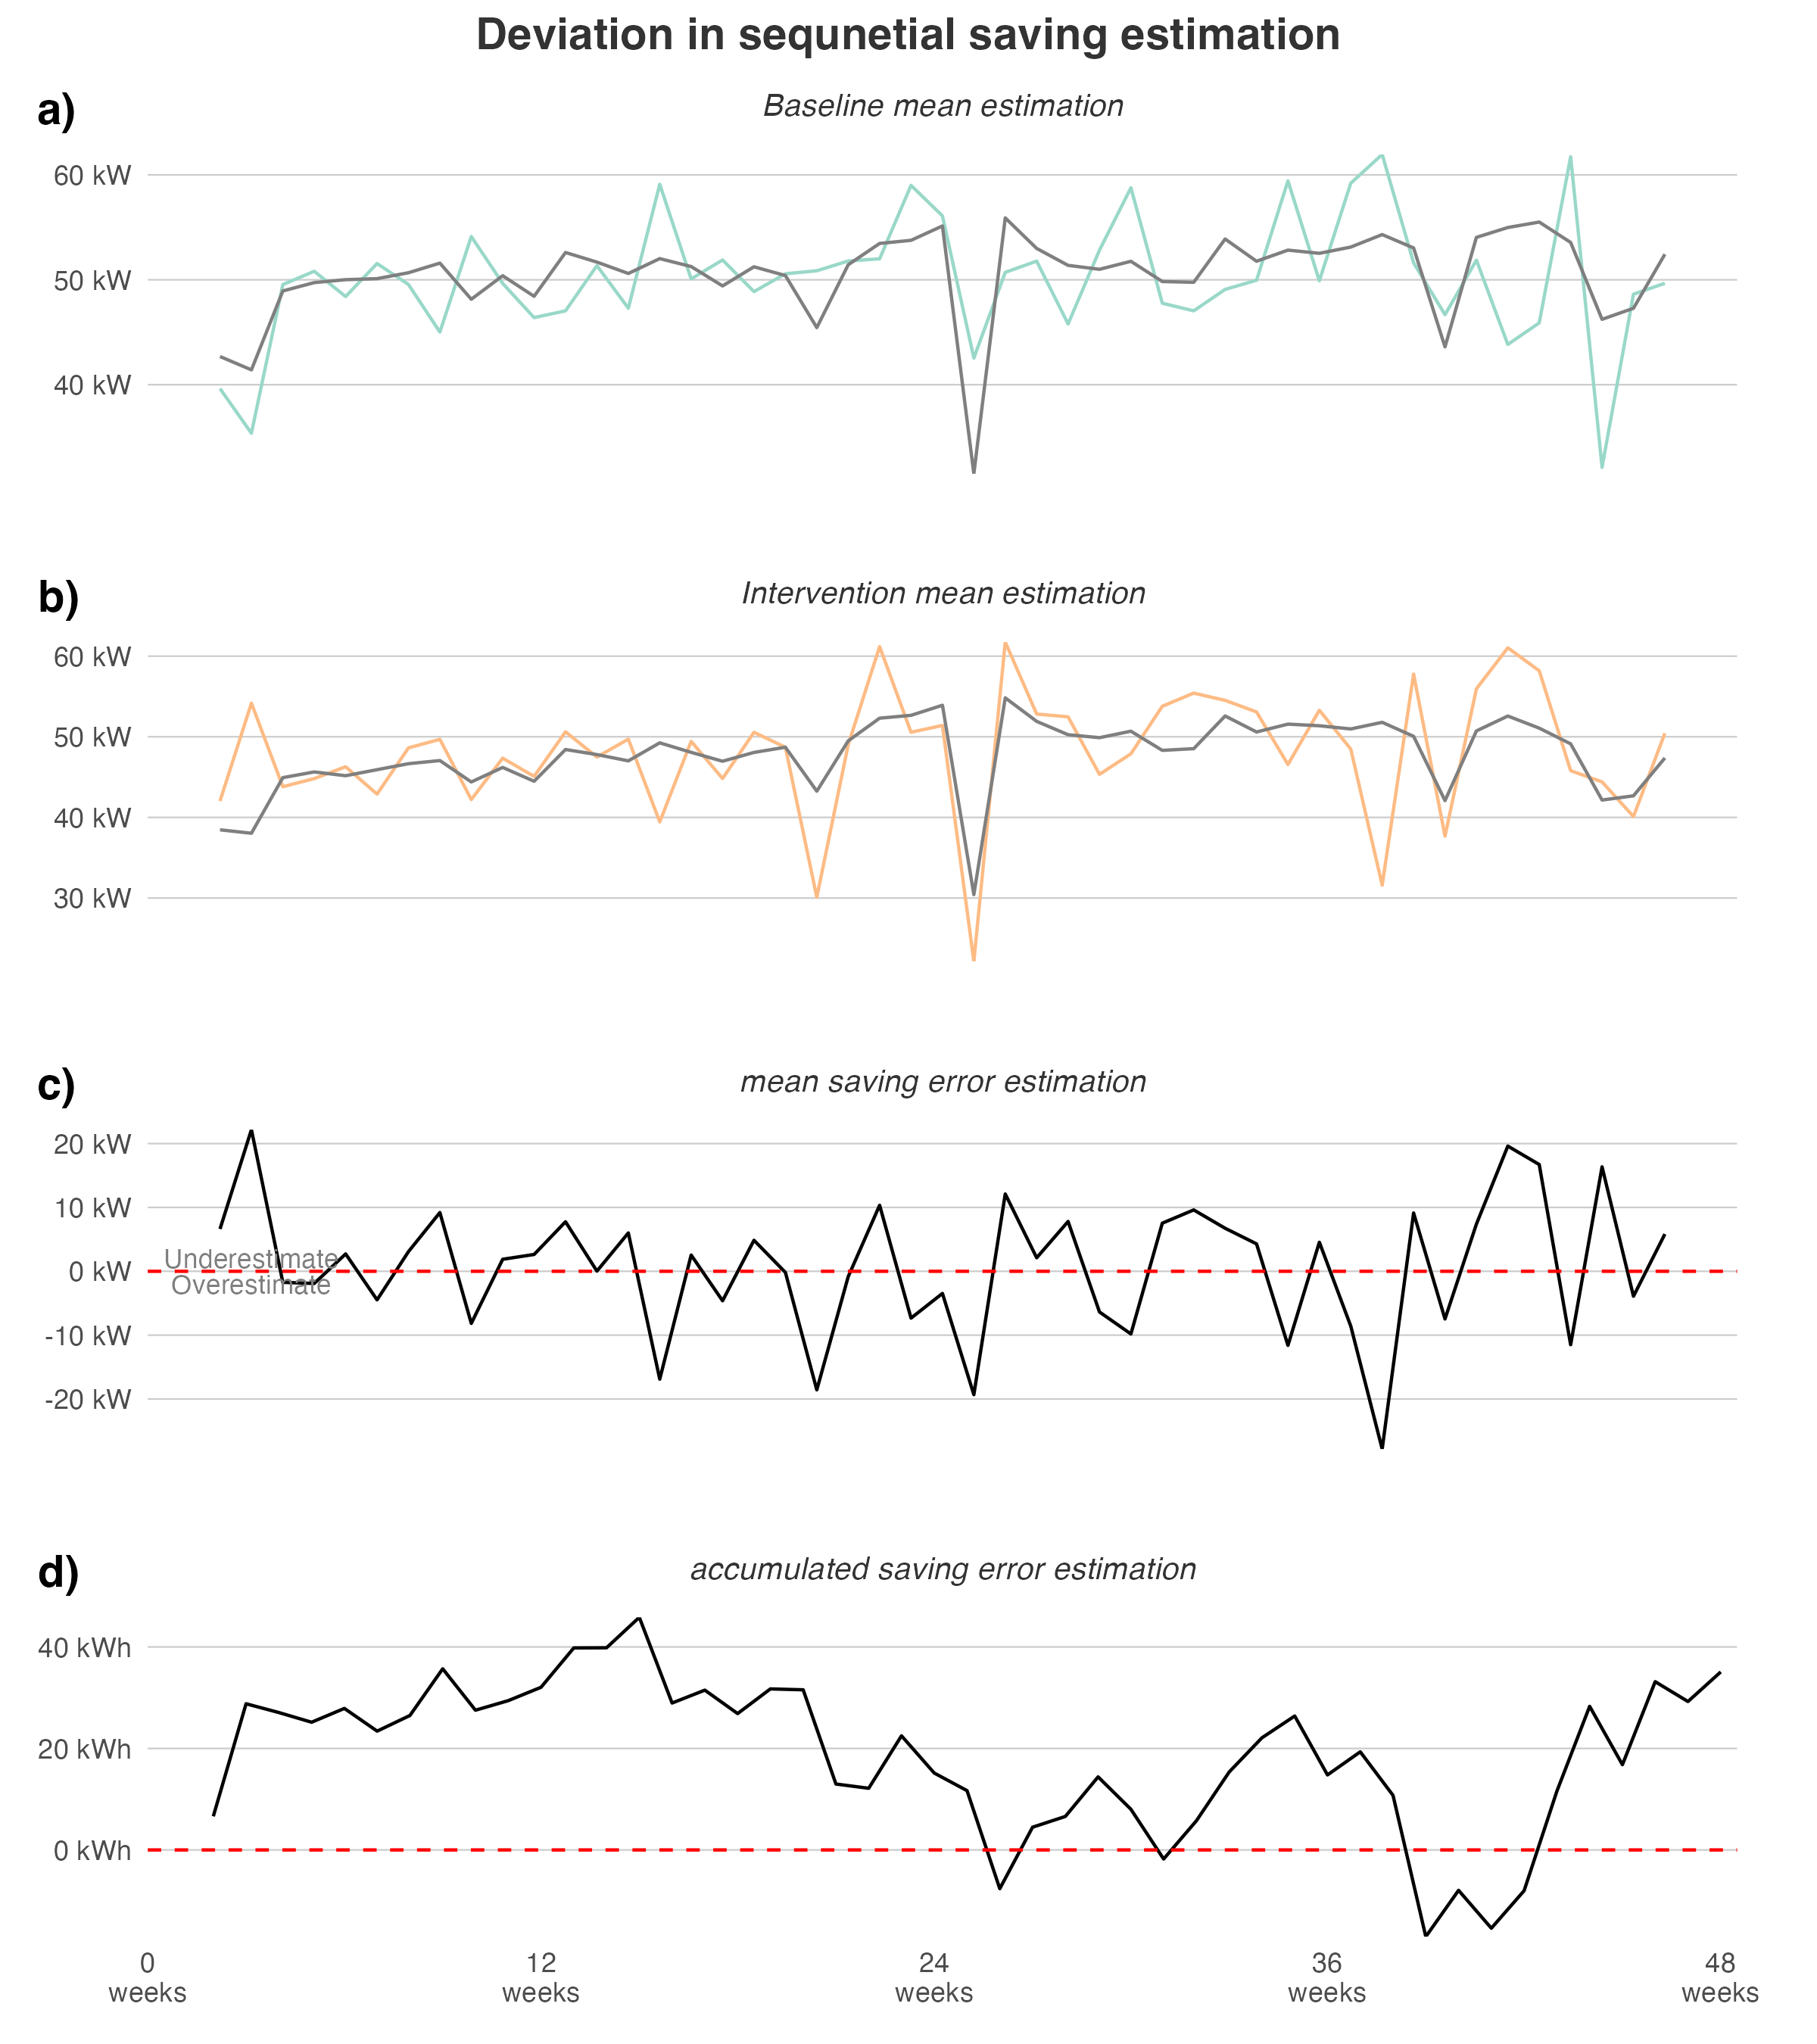 Deviation in sequnetial saving estimation
a)
Baseline mean estimation
60 kW
50 kW
40 kW
b)
Intervention mean estimation
60 kW
50 kW
40 kW
30 kW
c)
mean saving error estimation
20 kW
10 kW
Underestimate
0 kW
Overestimate
-10 kW
-20 kW
d)
accumulated saving error estimation
40 kWh
20 kWh
0 kWh
0 12 24 36 48
weeks weeks weeks weeks weeks